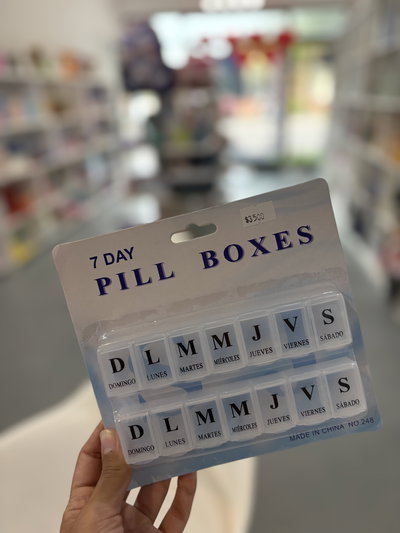 $3500
7 DAY
PILL BOXES
D L M M J V S
DOMINGO LUNES MARTES MIÉRCOLES JUEVES VIERNES SÁBADO
D L M M J V S
DOMINGO LUNES MARTES MIÉRCOLES JUEVES VIERNES SÁBADO
MADE IN CHINA NO.248